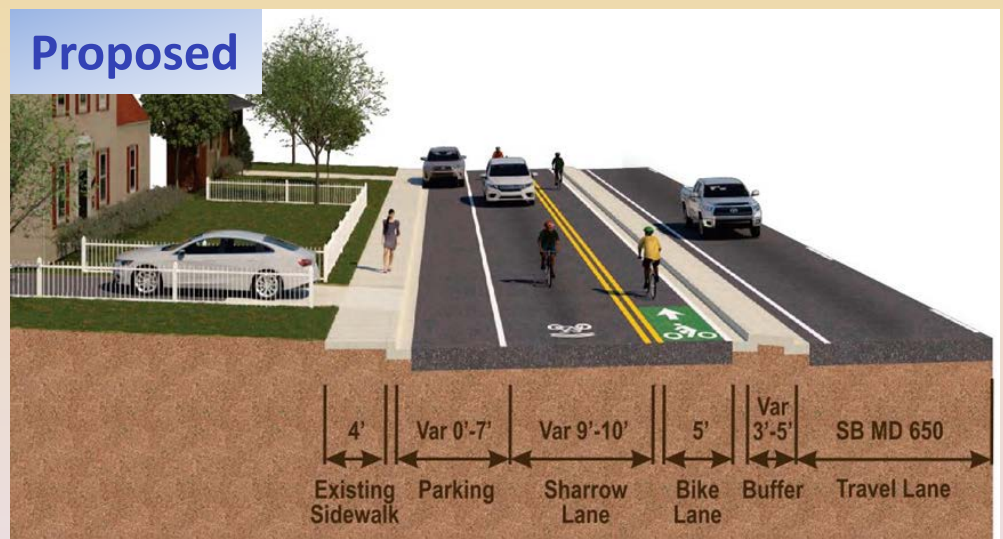 Proposed
4'
Var 0'-7'
Var 9'-10'
5'
Var
3'-5'
SB MD 650
Existing
Sidewalk
Parking
Sharrow
Lane
Bike
Lane
Buffer
Travel Lane